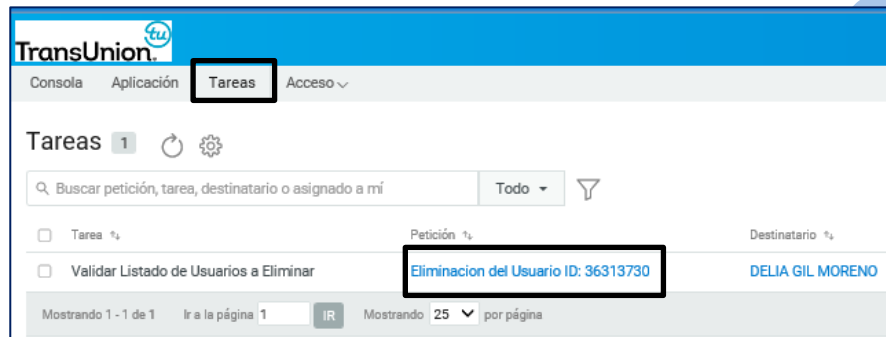 tu
TransUnion.
Consola Aplicación Tareas Acceso
Tareas 1
Buscar petición, tarea, destinatario o asignado a mí Todo
Tarea Petición Destinatario
Validar Listado de Usuarios a Eliminar Eliminacion del Usuario ID: 36313730 DELIA GIL MORENO
Mostrando 1 - 1 de 1 Ir a la página 1 IR Mostrando 25 por página